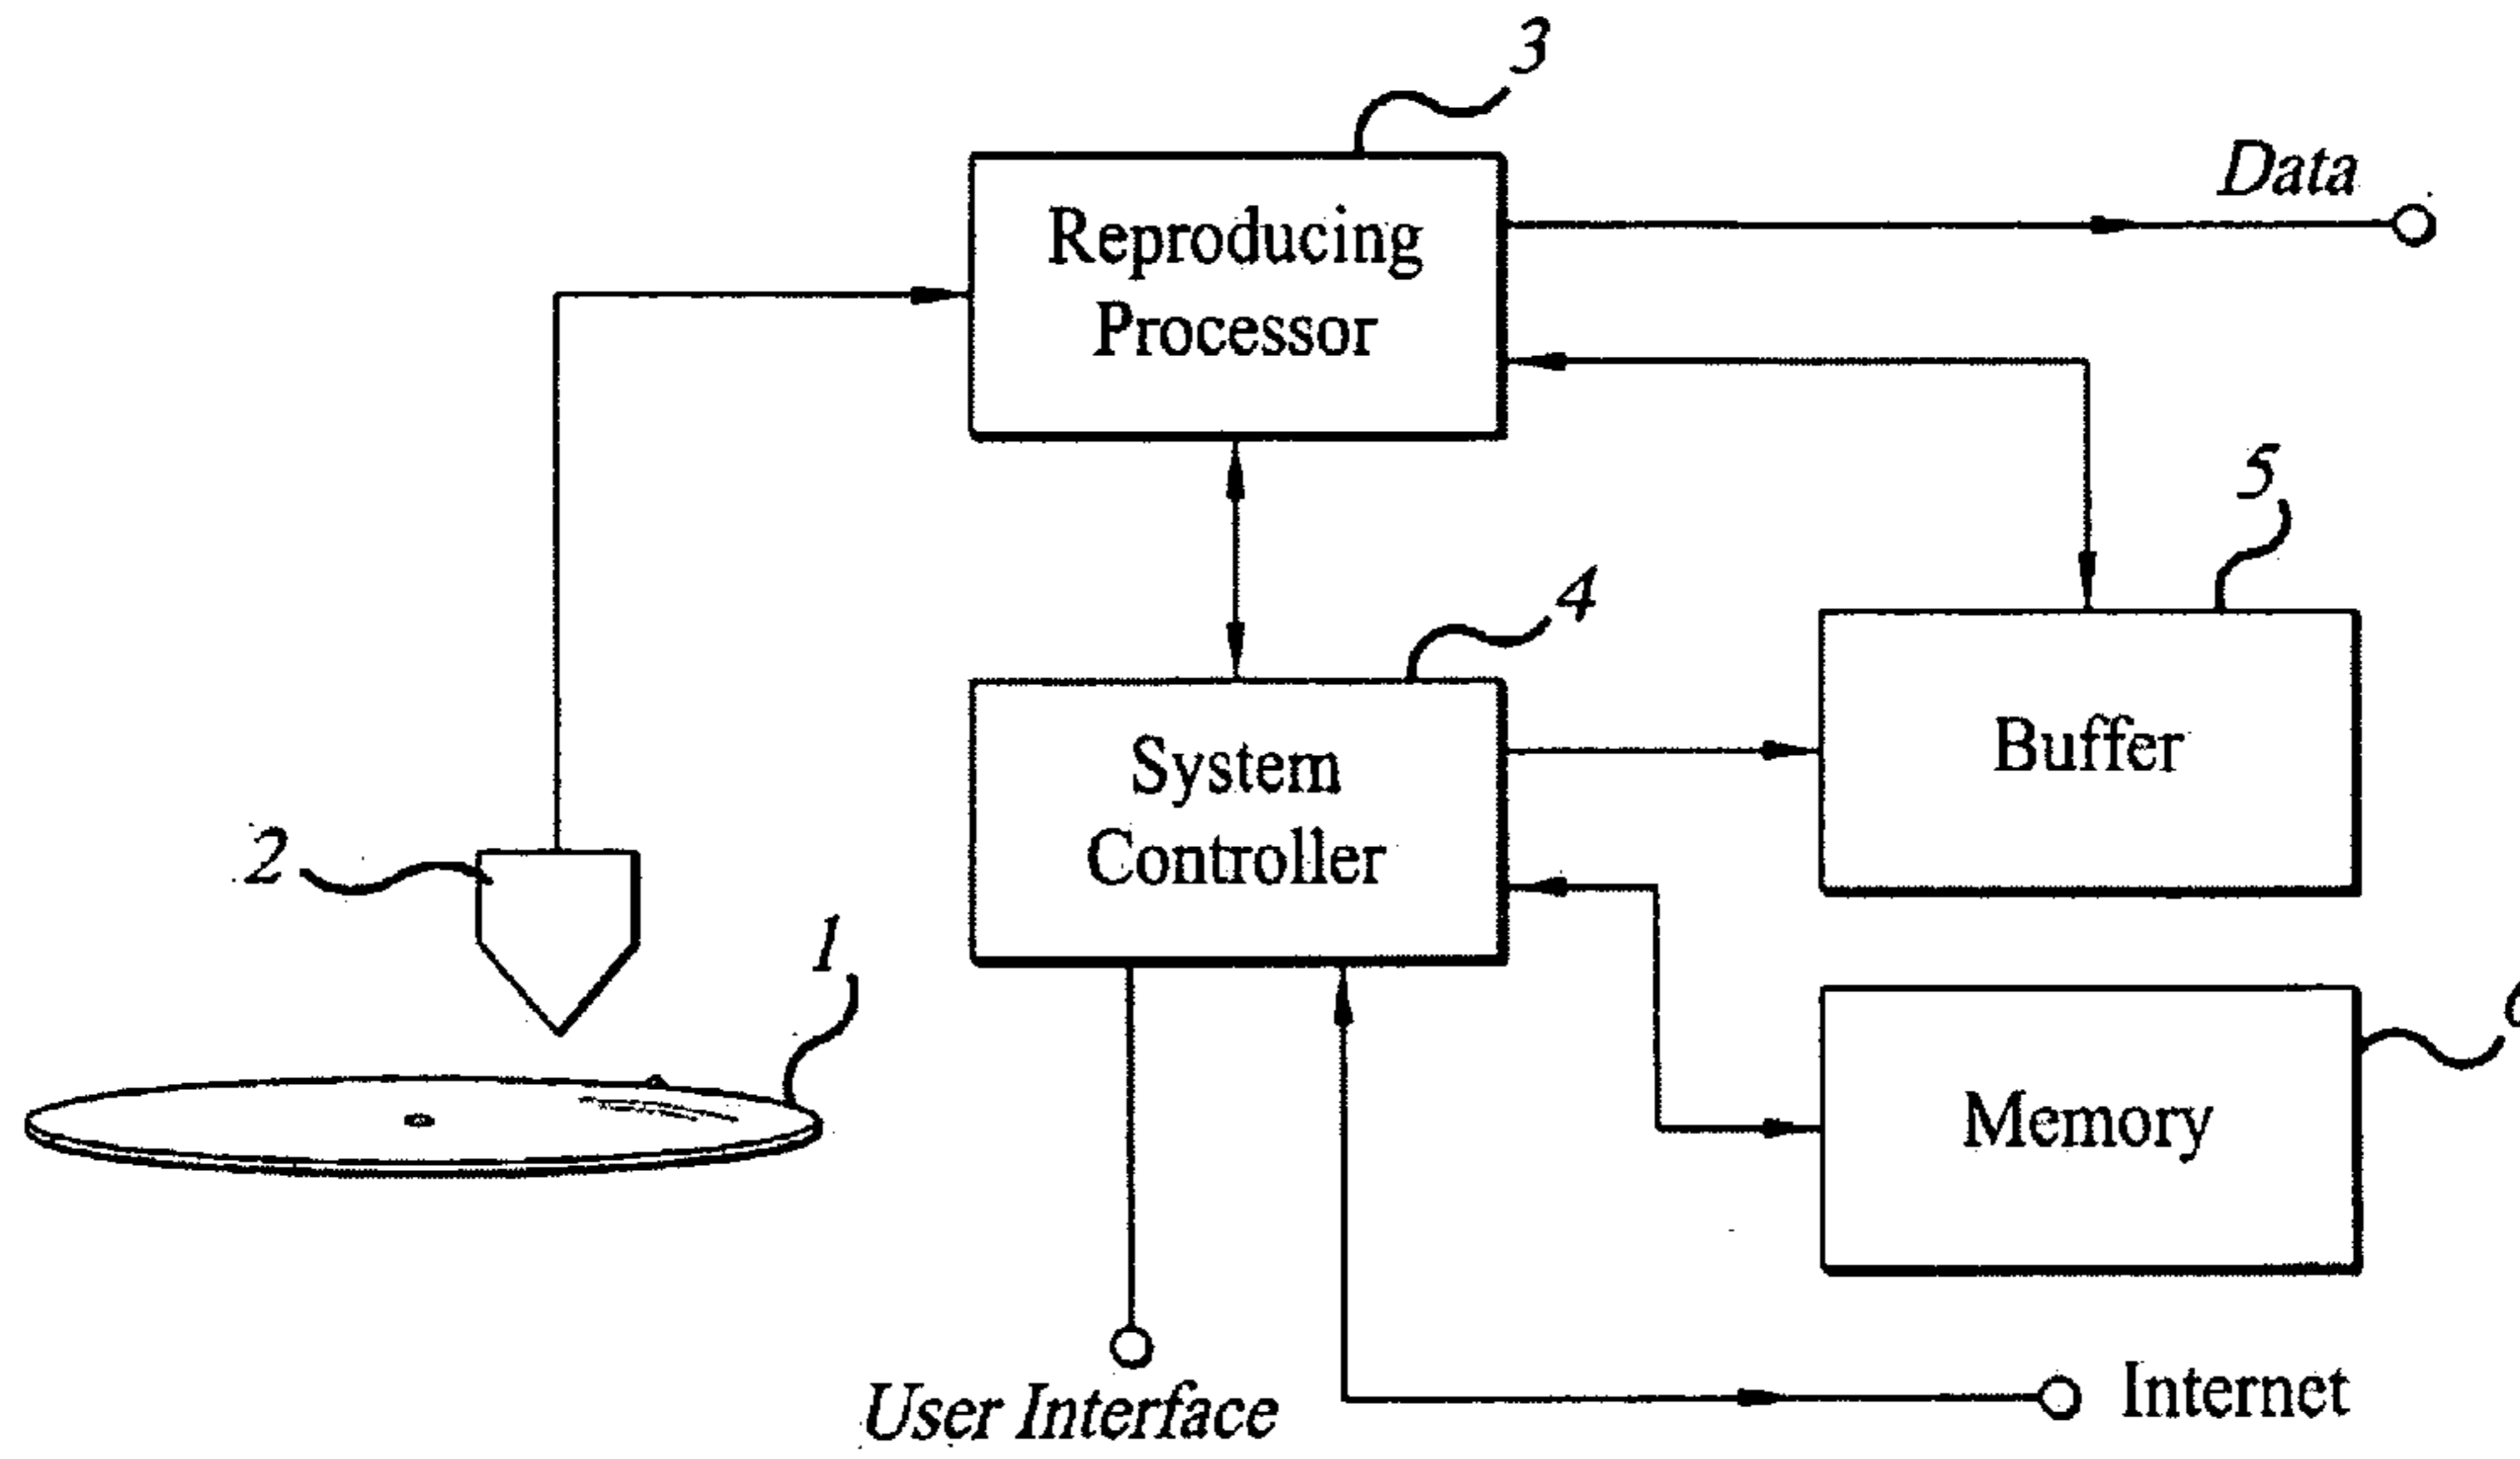 3
Data
Reproducing
Processor
5
4
System
Controller
Buffer
2
1
Memory
User Interface
Internet